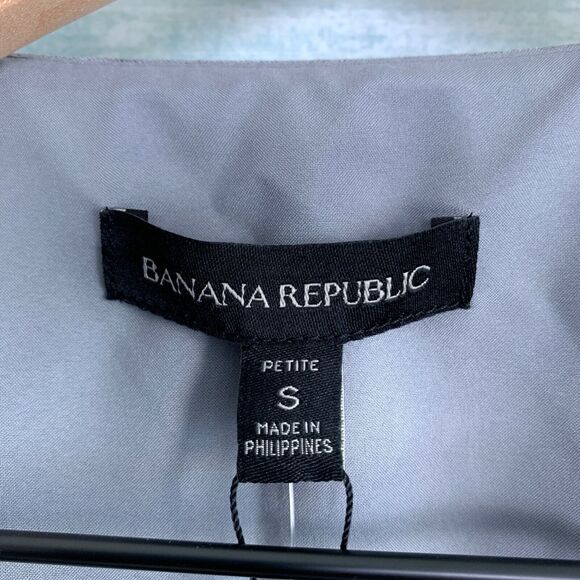 BANANA REPUBLIC
PETITE
S
MADE IN
PHILIPPINES